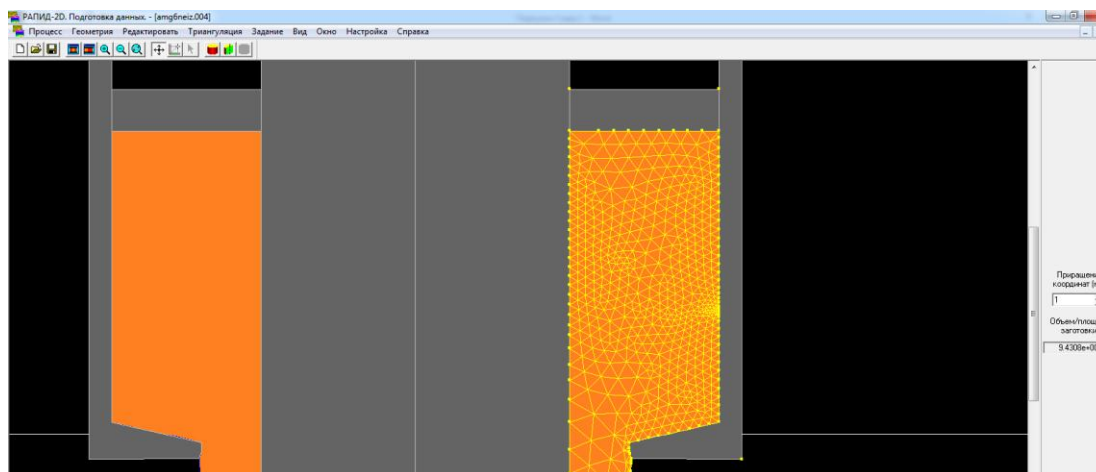 РАПИД-2D. Подготовка данных. - [amg6neiz.004]
Процесс Геометрия Редактировать Триангуляция Задание Вид Окно Настройка Справка
Приращени
координат (
1
Объем/площ
заготовки
9.4308e+00